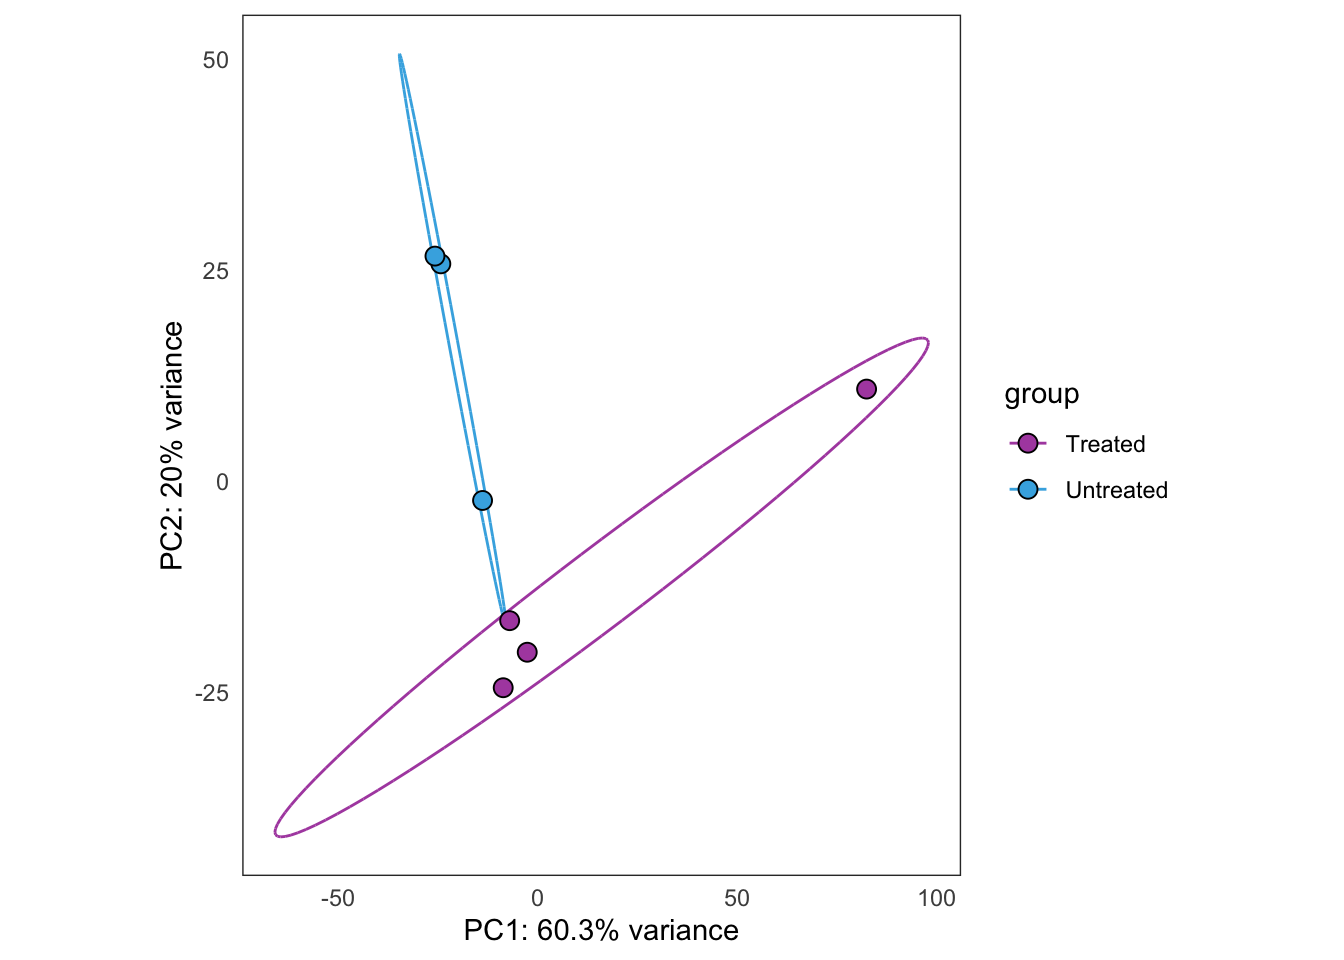 50
25
0
-25
PC2: 20% variance
-50 0 50 100
PC1: 60.3% variance
group
Treated
Untreated